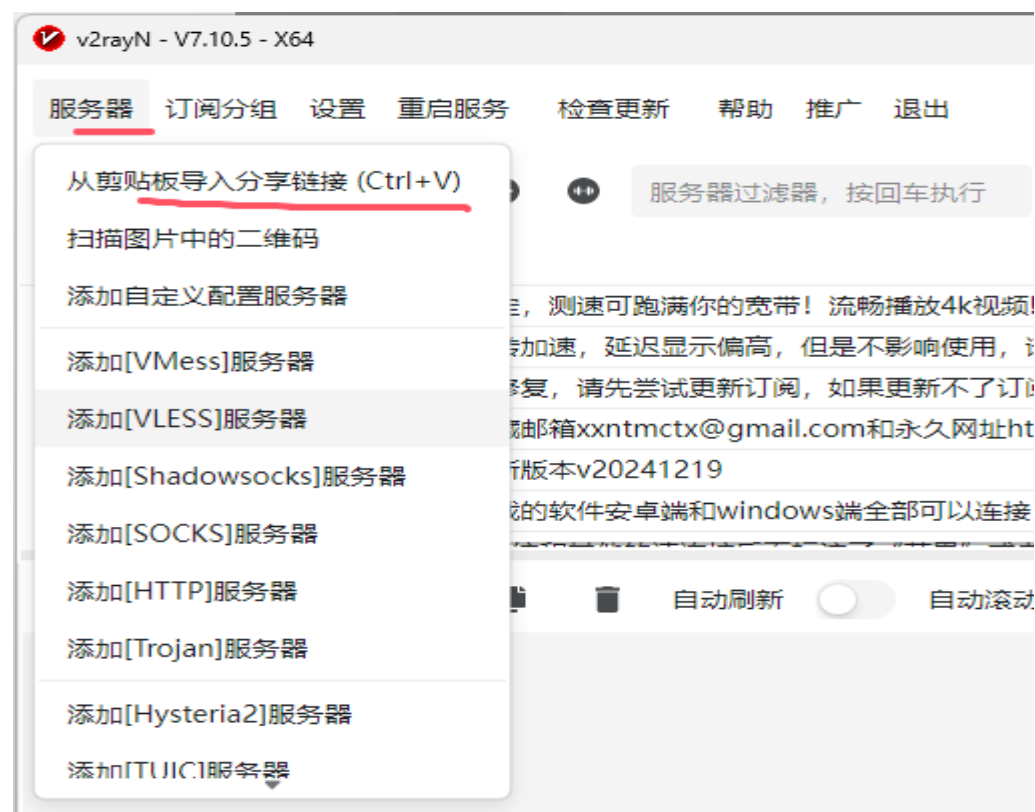 v2rayN - V7.10.5 - X64
服务器 订阅分组 设置 重启服务 检查更新 帮助 推广 退出
从剪贴板导入分享链接 (Ctrl+V)
服务器过滤器，按回车执行
扫描图片中的二维码
添加自定义配置服务器
，测速可跑满你的宽带！流畅播放4k视频!
加速，延迟显示偏高，但是不影响使用，
添加[VMess]服务器
复，请先尝试更新订阅，如果更新不了订阅
添加[VLESS]服务器
邮箱xxntmctx@gmail.com和永久网址ht
新版本v20241219
添加[Shadowsocks]服务器
的软件安卓端和windows端全部可以连接
添加[SOCKS]服务器
添加[HTTP]服务器
自动刷新 自动滚动
添加[Trojan]服务器
添加[Hysteria2]服务器
添加[TUIC]服务器